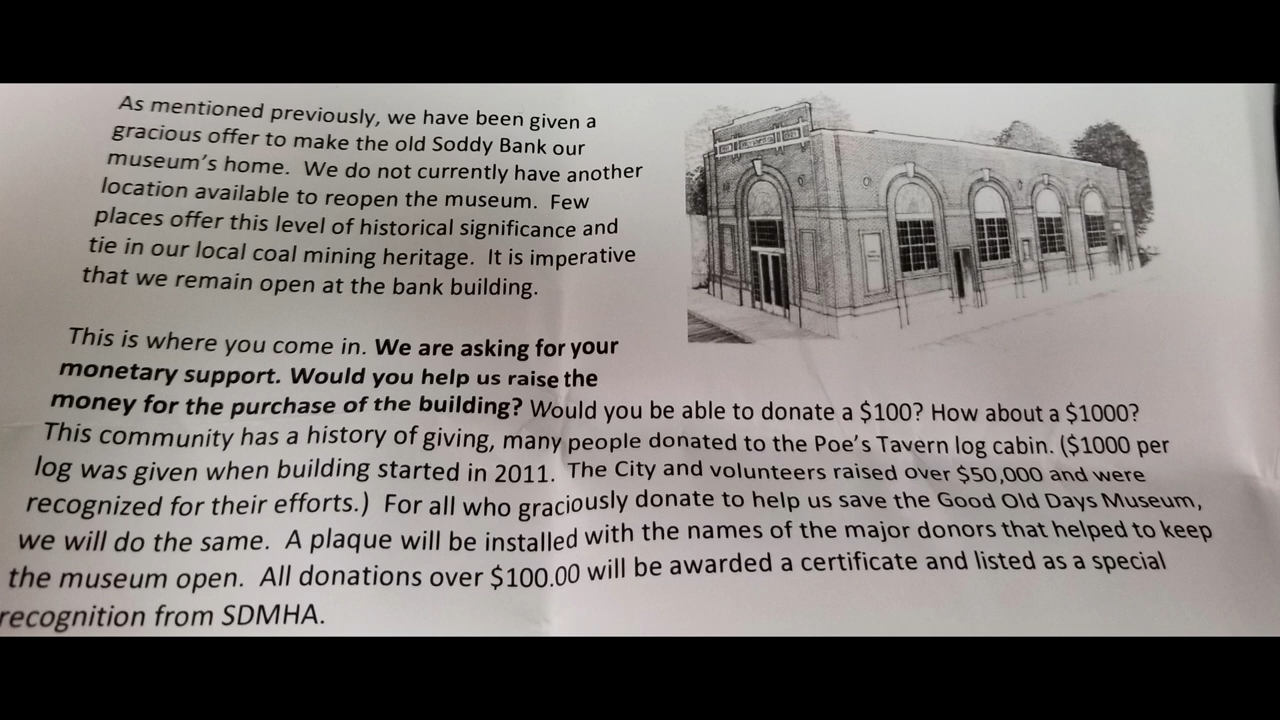 As mentioned previously, we have been given a
gracious offer to make the old Soddy Bank our
museum's home.  We do not currently have another
location available to reopen the museum.  Few
places offer this level of historical significance and
tie in our local coal mining heritage.  It is imperative
that we remain open at the bank building.
This is where you come in. We are asking for your
monetary support. Would you help us raise the
money for the purchase of the building? Would you be able to donate a $100? How about a $1000?
This community has a history of giving, many people donated to the Poe's Tavern log cabin. ($1000 per
log was given when building started in 2011.  The City and volunteers raised over $50,000 and were
recognized for their efforts.)  For all who graciously donate to help us save the Good Old Days Museum,
we will do the same.  A plaque will be installed with the names of the major donors that helped to keep
the museum open.  All donations over $100.00 will be awarded a certificate and listed as a special
recognition from SDMHA.